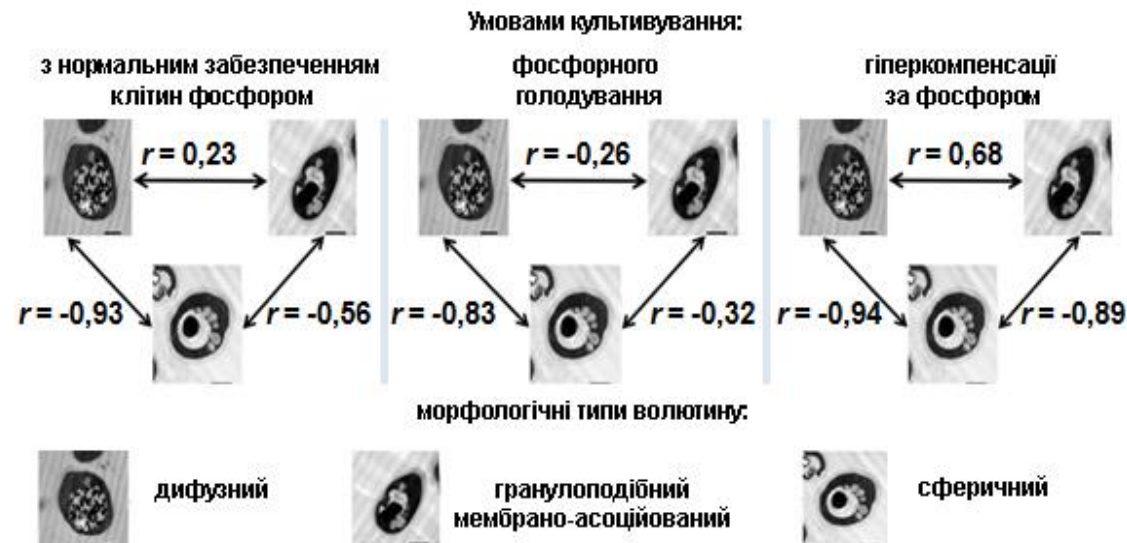 Умовами культивування:
з нормальним забезпеченням
клітин фосфором
фосфорного
голодування
гіперкомпенсації
за фосфором
r = 0,23
r = -0,26
r = 0,68
r = -0,93
r = -0,56
r = -0,83
r = -0,32
r = -0,94
r = -0,89
морфологічні типи волютину:
дифузний
гранулоподібний
мембрано-асоційований
сферичний